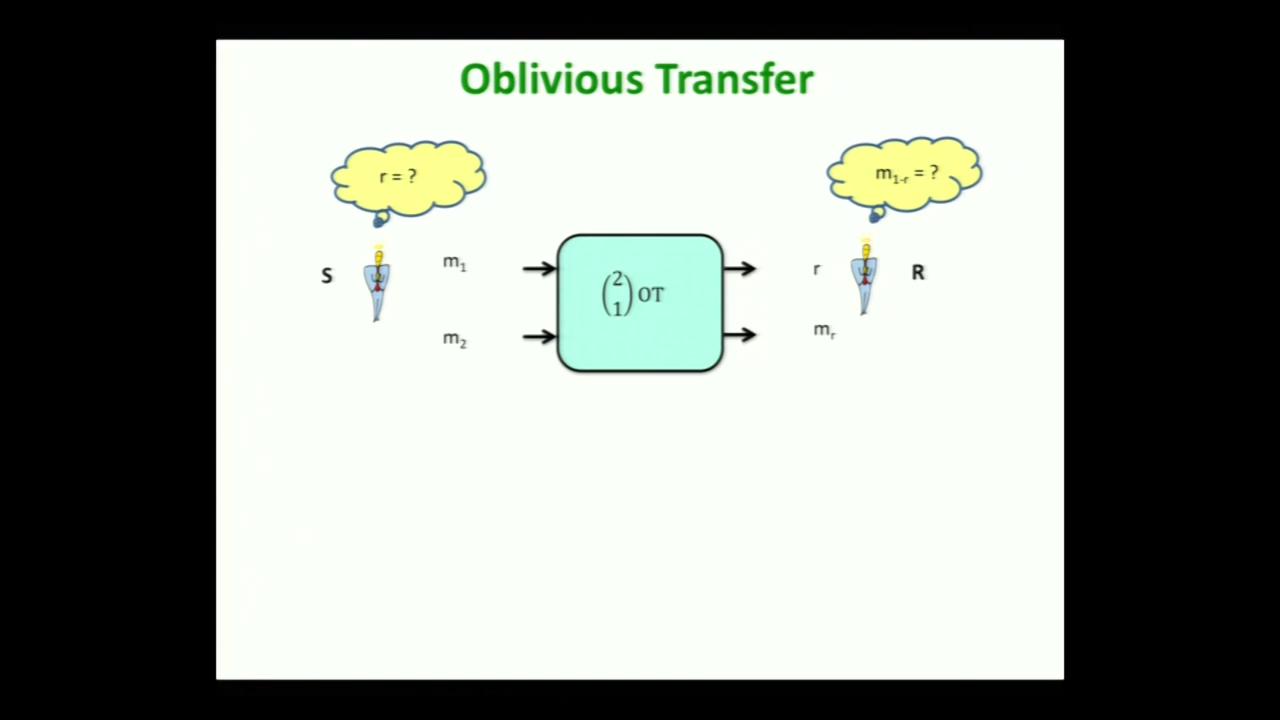 Oblivious Transfer
r = ?
m₁₋ᵣ = ?
S
m₁
(2 1) OT
r
R
m₂
mᵣ